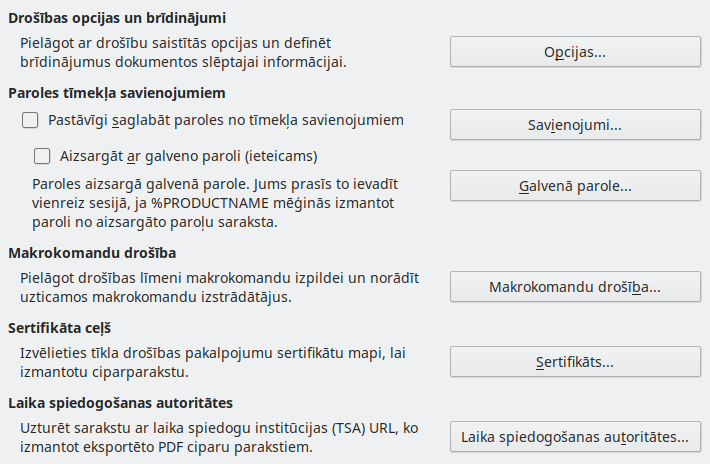 Drošības opcijas un brīdinājumi
Pielāgot ar drošību saistītās opcijas un definēt
brīdinājumus dokumentos slēptajai informācijai.
Opcijas...
Paroles tīmekļa savienojumiem
Pastāvīgi saglabāt paroles no tīmekļa savienojumiem
Savienojumi...
Aizsargāt ar galveno paroli (ieteicams)
Paroles aizsargā galvenā parole. Jums prasīs to ievadīt
vienreiz sesijā, ja %PRODUCTNAME mēģinās izmantot
paroli no aizsargāto paroļu saraksta.
Galvenā parole...
Makrokomandu drošība
Pielāgot drošības līmeni makrokomandu izpildei un norādīt
uzticamos makrokomandu izstrādātājus.
Makrokomandu drošība...
Sertifikāta ceļš
Izvēlieties tīkla drošības pakalpojumu sertifikātu mapi, lai
izmantotu ciparparakstu.
Sertifikāts...
Laika spiedogošanas autoritātes
Uzturēt sarakstu ar laika spiedogu institūcijas (TSA) URL, ko
izmantot eksportēto PDF ciparu parakstiem.
Laika spiedogošanas autoritātes...